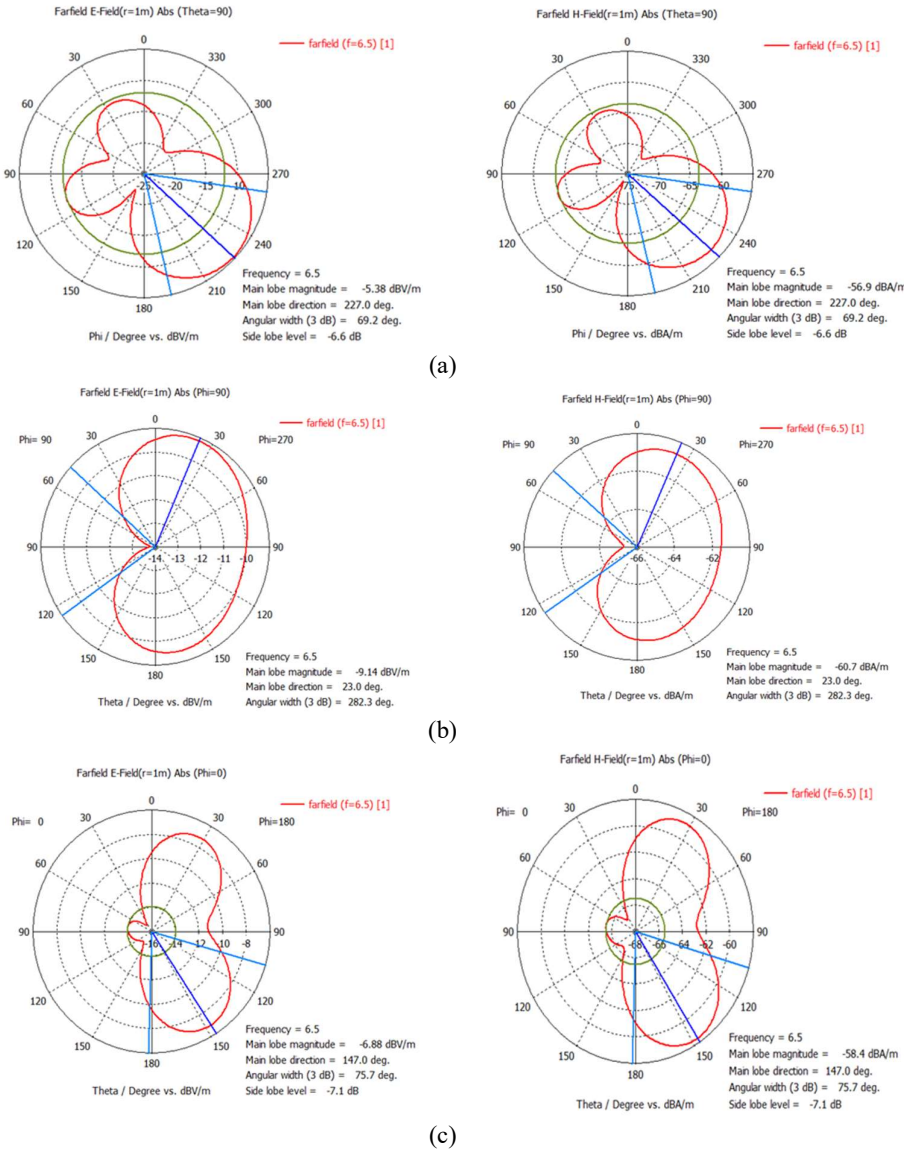 Farfield E-Field(r=1m) Abs (Theta=90)
farfield (f=6.5) [1]
0
30
330
60
300
90
270
-25
-20
-15
-10
120
240
150
210
180
Frequency = 6.5
Main lobe magnitude = -5.38 dBV/m
Main lobe direction = 227.0 deg.
Angular width (3 dB) = 69.2 deg.
Side lobe level = -6.6 dB
Phi / Degree vs. dBV/m
Farfield H-Field(r=1m) Abs (Theta=90)
farfield (f=6.5) [1]
0
30
330
60
300
90
270
-75
-70
-65
-60
120
240
150
210
180
Frequency = 6.5
Main lobe magnitude = -56.9 dBA/m
Main lobe direction = 227.0 deg.
Angular width (3 dB) = 69.2 deg.
Side lobe level = -6.6 dB
Phi / Degree vs. dBA/m
(a)
Farfield E-Field(r=1m) Abs (Phi=90)
farfield (f=6.5) [1]
Phi= 90
0
Phi=270
30
30
60
60
90
90
-14
-13
-12
-11
-10
120
120
150
150
180
Frequency = 6.5
Main lobe magnitude = -9.14 dBV/m
Main lobe direction = 23.0 deg.
Angular width (3 dB) = 282.3 deg.
Theta / Degree vs. dBV/m
Farfield H-Field(r=1m) Abs (Phi=90)
farfield (f=6.5) [1]
Phi= 90
0
Phi=270
30
30
60
60
90
90
-66
-64
-62
120
120
150
150
180
Frequency = 6.5
Main lobe magnitude = -60.7 dBA/m
Main lobe direction = 23.0 deg.
Angular width (3 dB) = 282.3 deg.
Theta / Degree vs. dBA/m
(b)
Farfield E-Field(r=1m) Abs (Phi=0)
farfield (f=6.5) [1]
Phi= 0
0
Phi=180
30
30
60
60
90
90
-16
-14
-12
-10
-8
120
120
150
150
180
Frequency = 6.5
Main lobe magnitude = -6.88 dBV/m
Main lobe direction = 147.0 deg.
Angular width (3 dB) = 75.7 deg.
Side lobe level = -7.1 dB
Theta / Degree vs. dBV/m
Farfield H-Field(r=1m) Abs (Phi=0)
farfield (f=6.5) [1]
Phi= 0
0
Phi=180
30
30
60
60
90
90
-68
-66
-64
-62
-60
120
120
150
150
180
Frequency = 6.5
Main lobe magnitude = -58.4 dBA/m
Main lobe direction = 147.0 deg.
Angular width (3 dB) = 75.7 deg.
Side lobe level = -7.1 dB
Theta / Degree vs. dBA/m
(c)